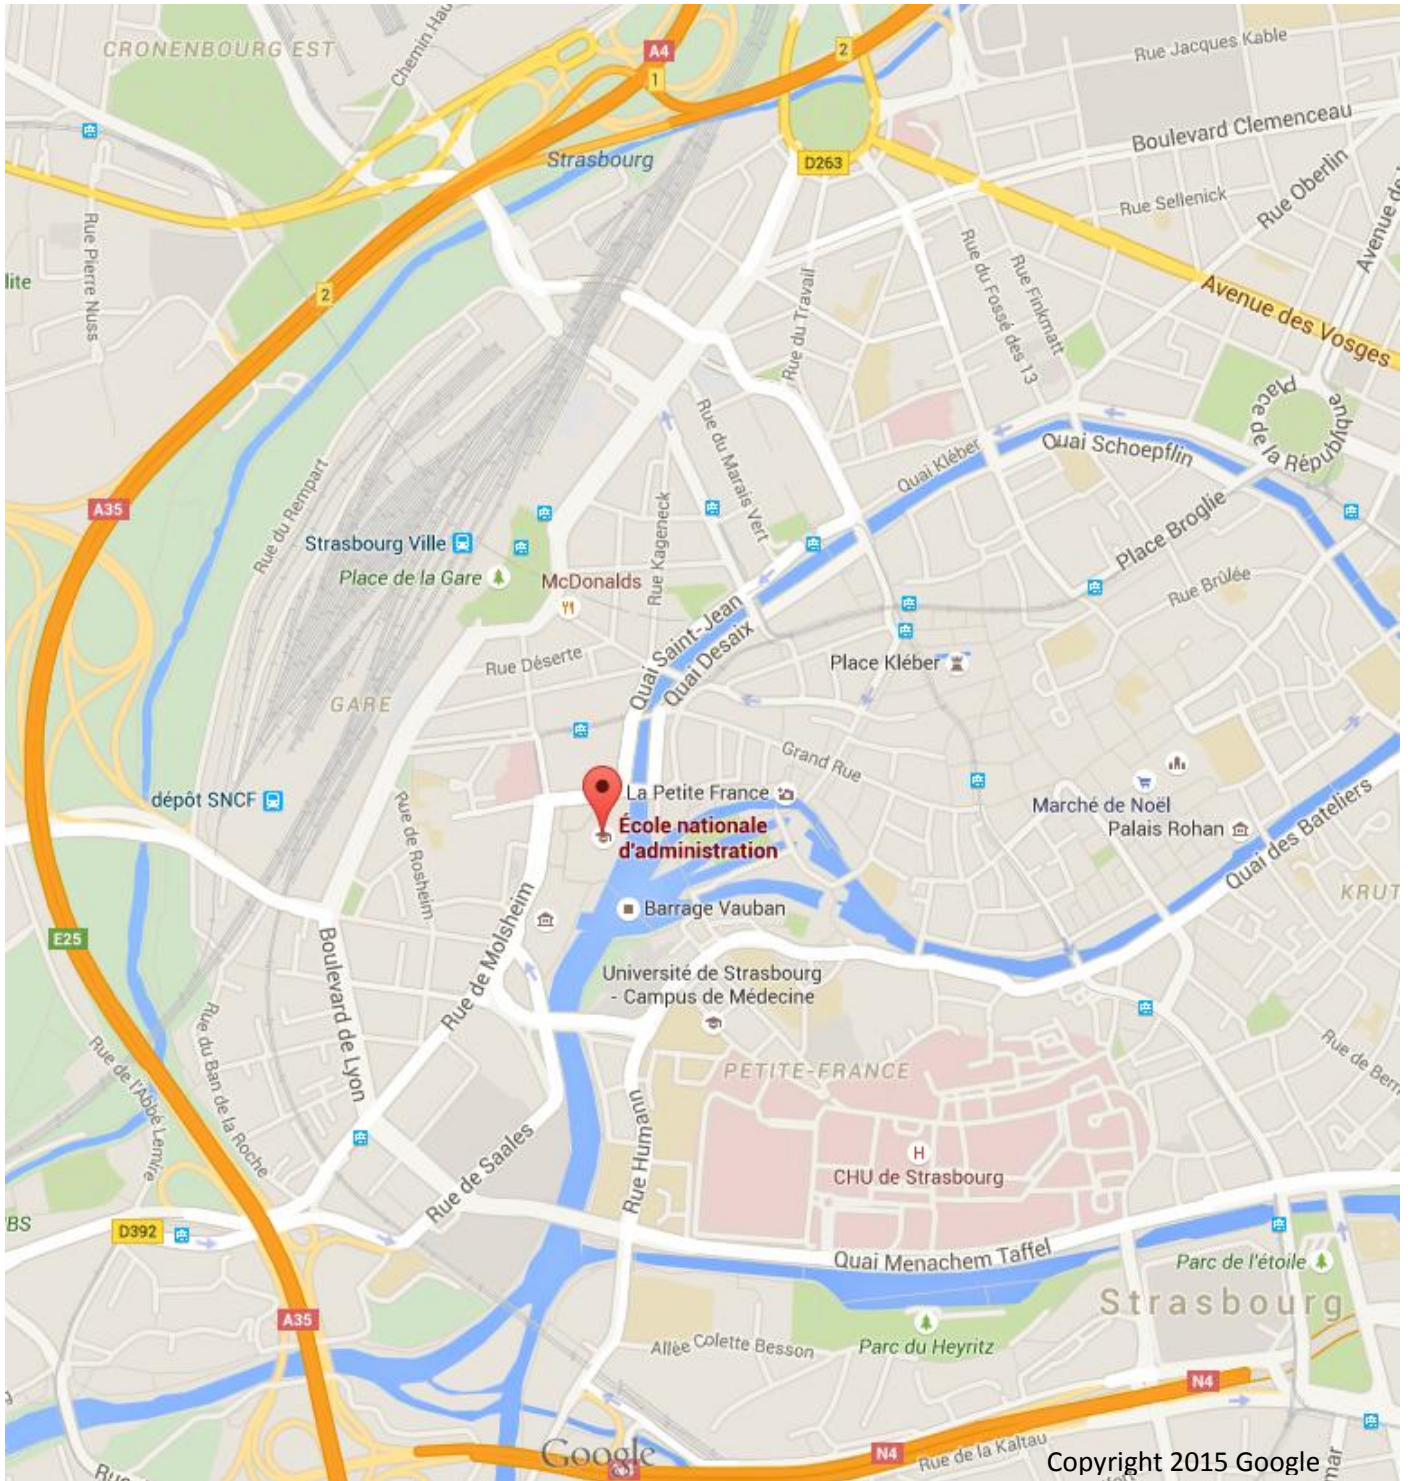 CRONENBOURG EST
Chemin Hau
A4
1
2
Rue Jacques Kable
Boulevard Clemenceau
Strasbourg
D263
Rue Oberlin
Rue Sellenick
Avenue de
Rue Pierre Nuss
lite
2
Rue du Travail
Rue du Fossé des 13
Rue Finkmatt
Avenue des Vosges
Place de la République
Rue du Marais Vert
Quai Kléber
Quai Schoepflin
A35
Rue du Rempart
Strasbourg Ville
Place de la Gare
McDonalds
Rue Kageneck
Place Broglie
Rue Brûlée
Quai Saint-Jean
Quai Desaix
Rue Déserte
Place Kléber
GARE
Grand Rue
dépôt SNCF
La Petite France
École nationale
d'administration
Marché de Noël
Palais Rohan
Quai des Bateliers
Rue de Rosheim
KRUT
Barrage Vauban
E25
Boulevard de Lyon
Rue de Molsheim
Université de Strasbourg
- Campus de Médecine
Rue de l'Abbé Lemire
Rue du Ban de la Roche
PETITE-FRANCE
Rue de Bern
Rue Humann
Rue de Saales
H
CHU de Strasbourg
BS
D392
Quai Menachem Taffel
Parc de l'étoile
Strasbourg
A35
Allée Colette Besson
Parc du Heyritz
N4
Google
N4
Rue de la Kaltau
Copyright 2015 Google
mar